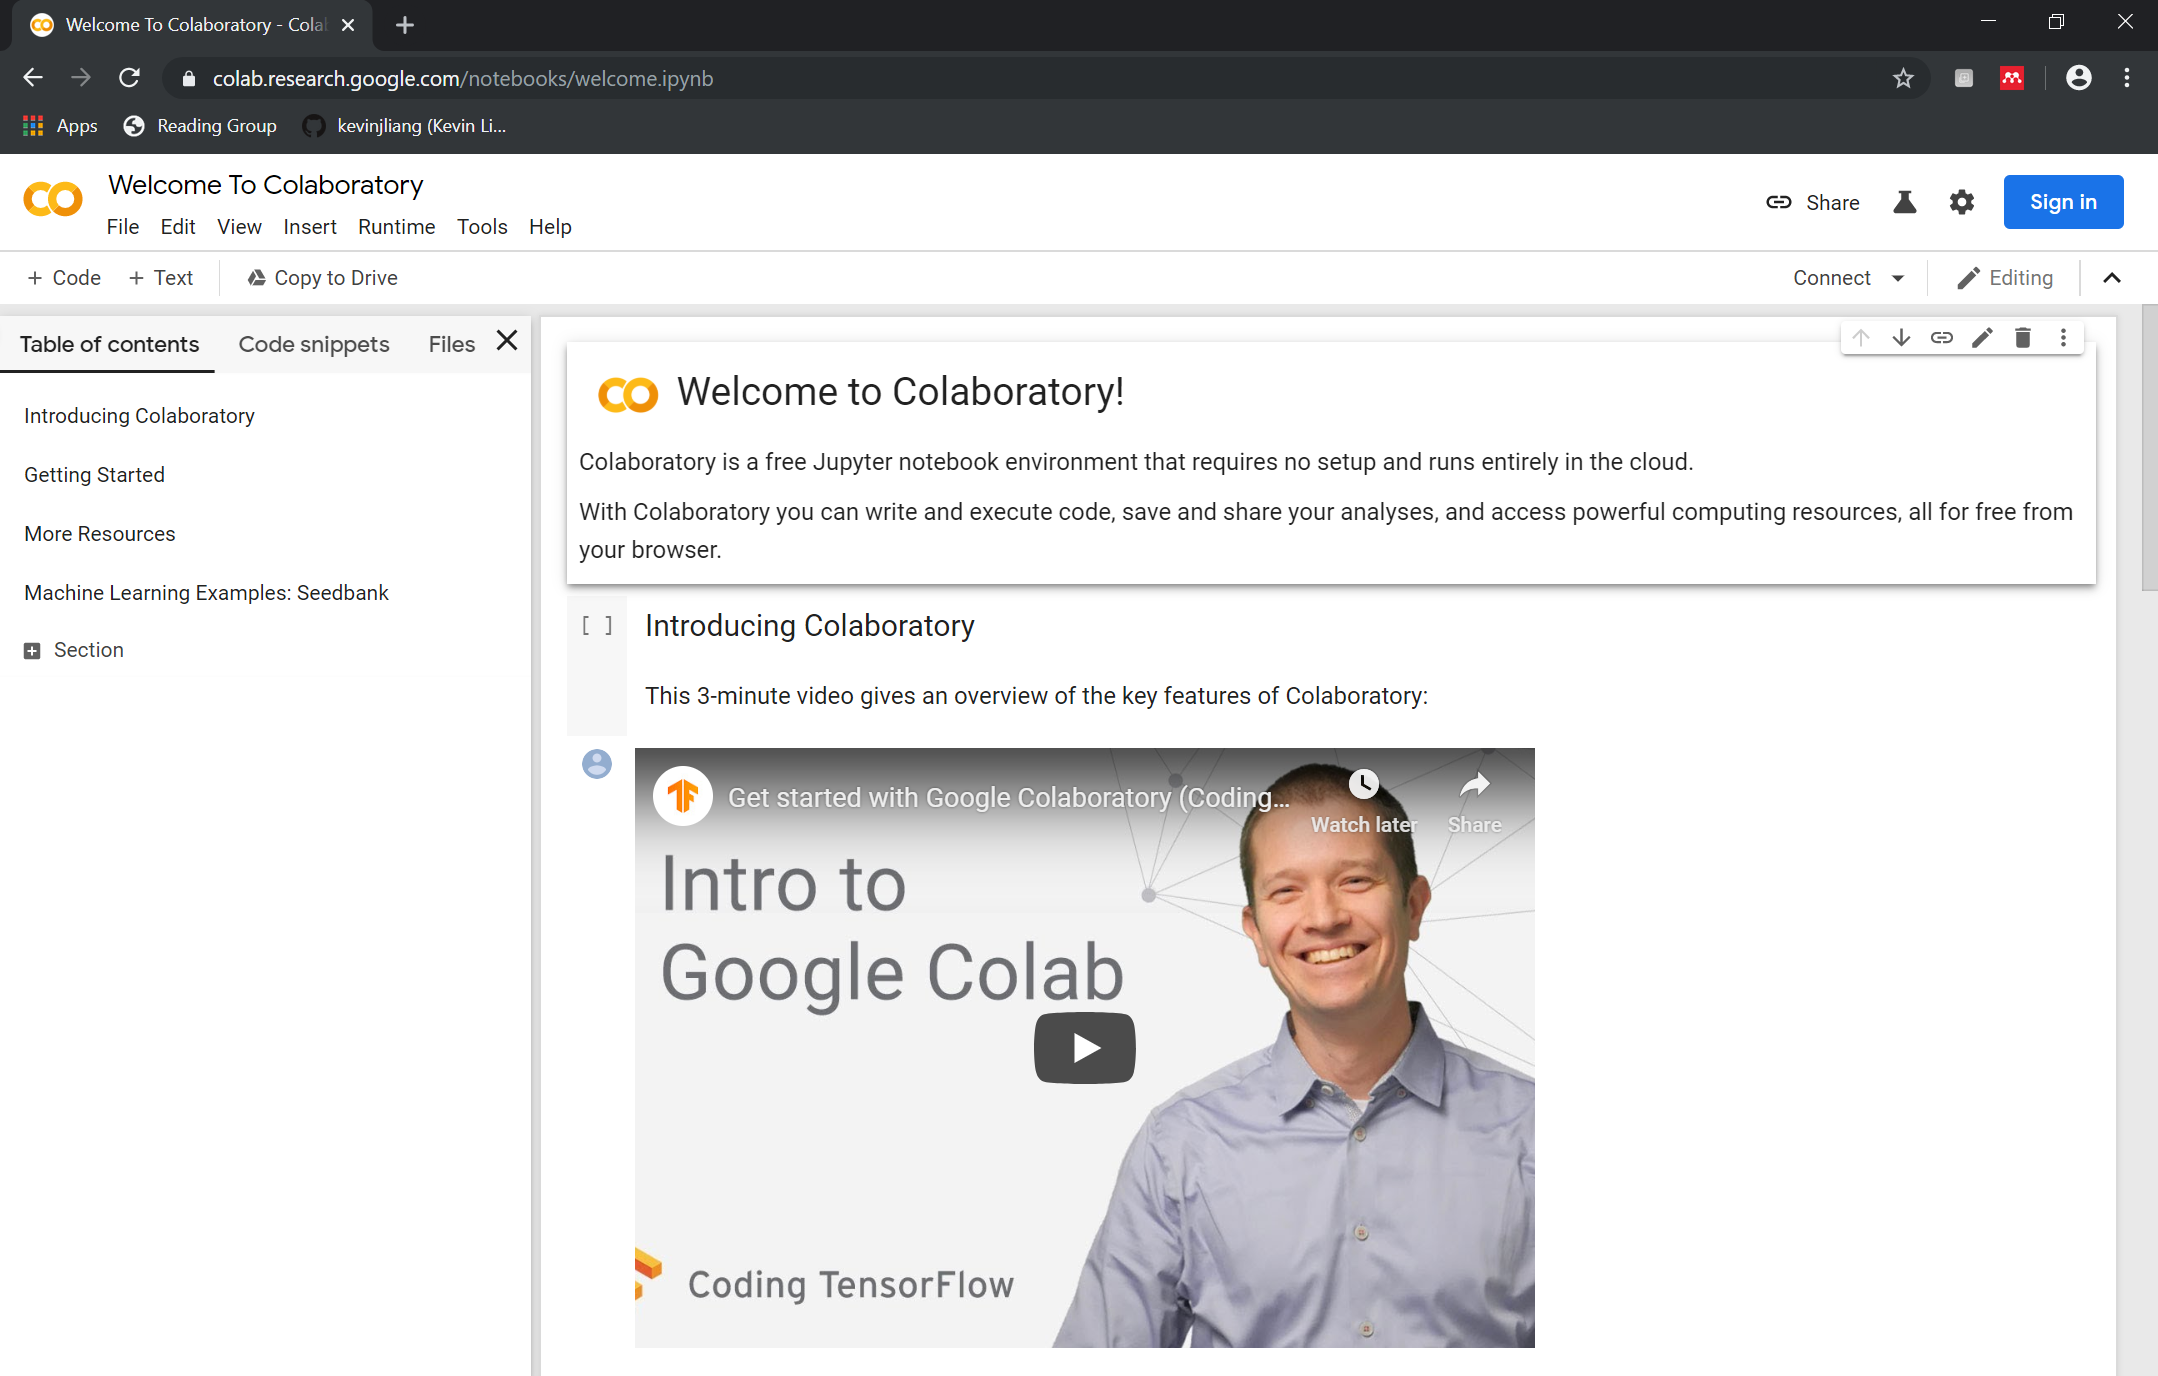 Welcome To Colaboratory - Cola
colab.research.google.com/notebooks/welcome.ipynb
Apps
Reading Group
kevinjliang (Kevin Li...
Welcome To Colaboratory
File Edit View Insert Runtime Tools Help
Share
Sign in
+ Code + Text Copy to Drive
Connect
Editing
Table of contents Code snippets Files
Introducing Colaboratory
Getting Started
More Resources
Machine Learning Examples: Seedbank
Section
Welcome to Colaboratory!
Colaboratory is a free Jupyter notebook environment that requires no setup and runs entirely in the cloud.
With Colaboratory you can write and execute code, save and share your analyses, and access powerful computing resources, all for free from
your browser.
[ ] Introducing Colaboratory
This 3-minute video gives an overview of the key features of Colaboratory:
Get started with Google Colaboratory (Coding...
Watch later Share
Intro to
Google Colab
Coding TensorFlow